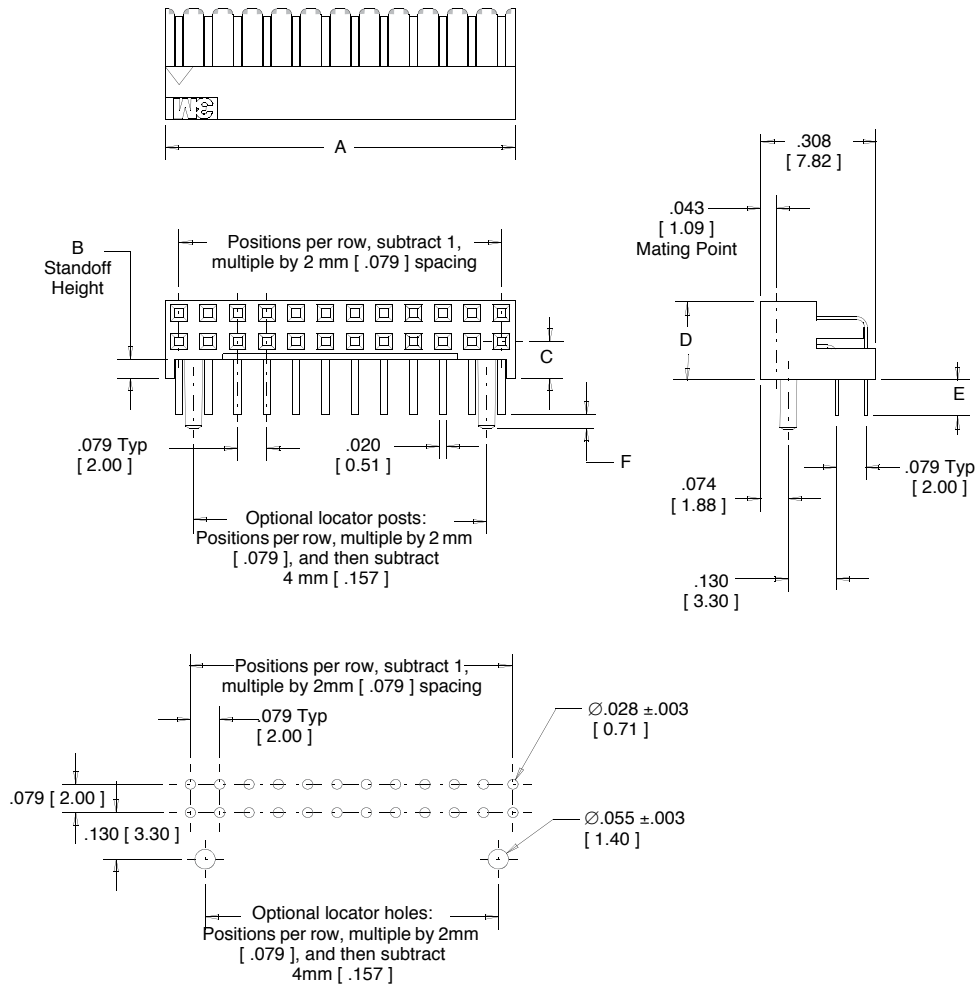 3M
A
.308
[ 7.82 ]
.043
[ 1.09 ]
Mating Point
B
Standoff
Height
Positions per row, subtract 1,
multiple by 2 mm [ .079 ] spacing
C
D
E
.079 Typ
[ 2.00 ]
.020
[ 0.51 ]
F
.079 Typ
[ 2.00 ]
.074
[ 1.88 ]
Optional locator posts:
Positions per row, multiple by 2 mm
[ .079 ], and then subtract
4 mm [ .157 ]
.130
[ 3.30 ]
Positions per row, subtract 1,
multiple by 2mm [ .079 ] spacing
.079 Typ
[ 2.00 ]
∅.028 ±.003
[ 0.71 ]
.079 [ 2.00 ]
.130 [ 3.30 ]
∅.055 ±.003
[ 1.40 ]
Optional locator holes:
Positions per row, multiple by 2mm
[ .079 ], and then subtract
4mm [ .157 ]